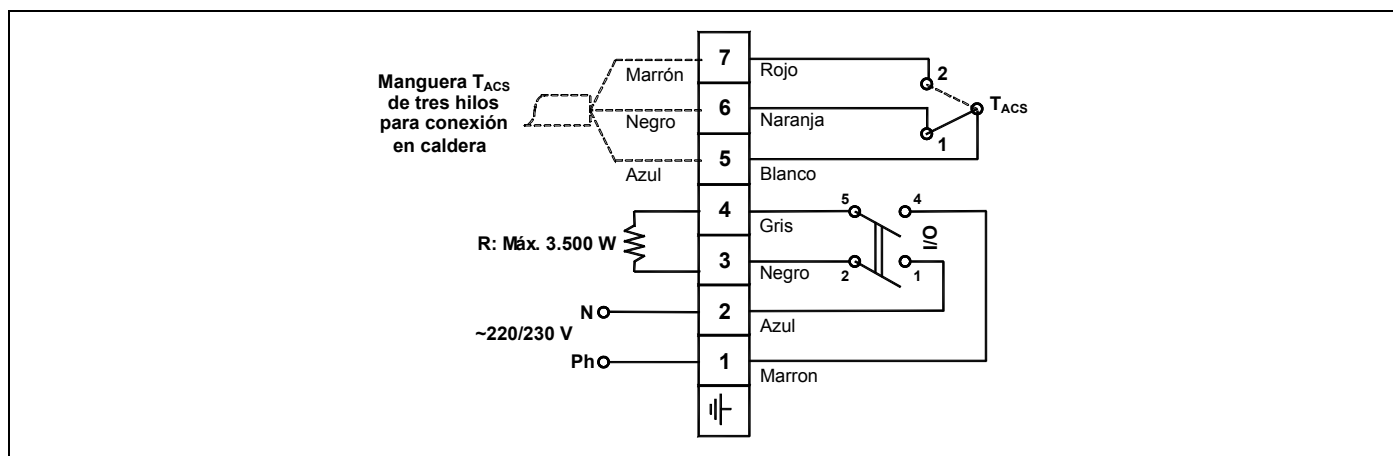 7
Marrón
Rojo
2
Manguera TACS
de tres hilos
para conexión
en caldera
6
Negro
Naranja
TACS
1
5
Azul
Blanco
4
Gris
5
4
R: Máx. 3.500 W
I/O
3
Negro
2
1
N
2
Azul
~220/230 V
Ph
1
Marron